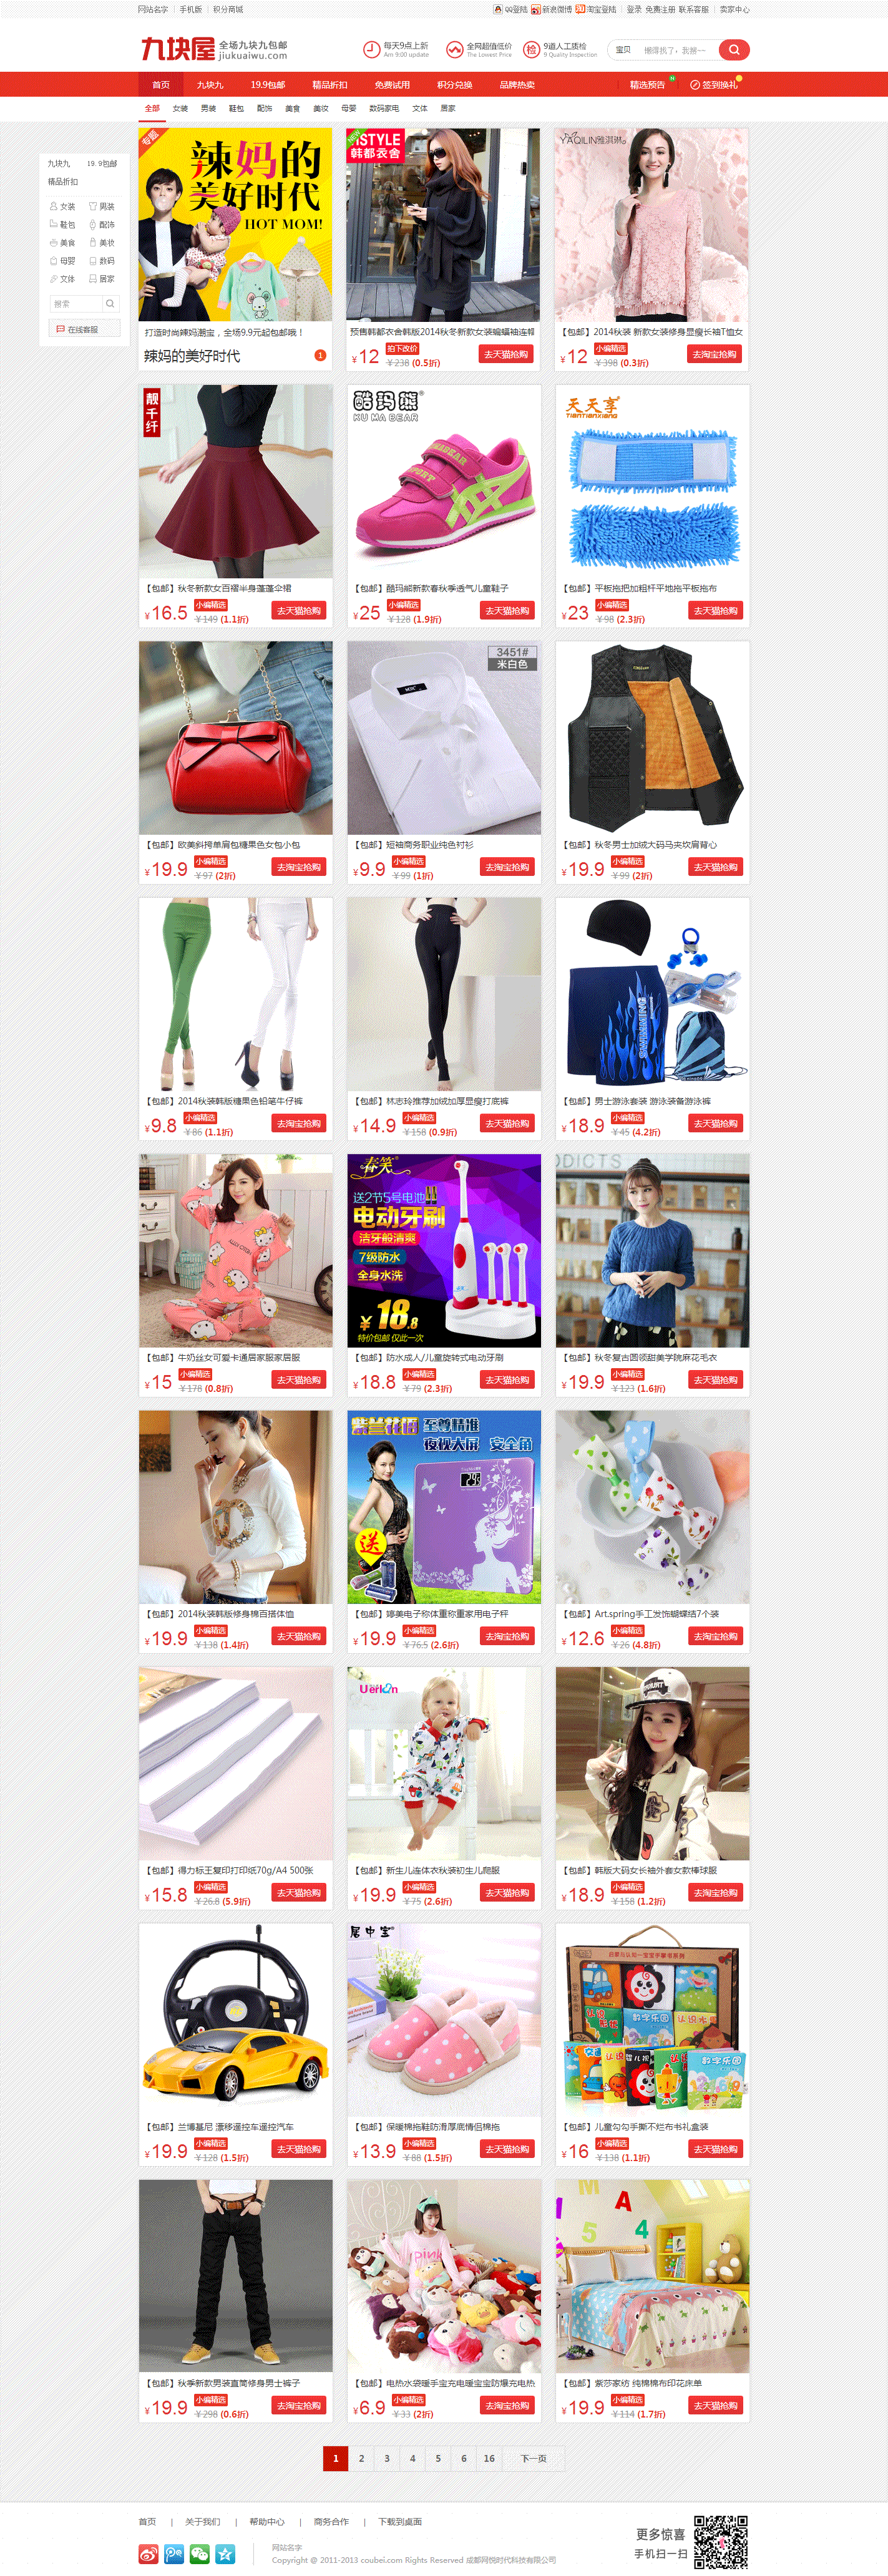 网站名字 | 手机版 | 积分商城
QQ登陆 新浪微博 淘宝登陆 | 登录 免费注册 联系客服 | 卖家中心
九块屋 全场九块九包邮
jiukuaiwu.com
每天9点上新
Am 9:00 update
全网超值低价
The Lowest Price
检 9道人工质检
9 Quality Inspection
宝贝
首页 九块九 19.9包邮 精品折扣 免费试用 积分兑换 品牌热卖 精选预告 签到换礼
全部 女装 男装 鞋包 配饰 美食 美妆 母婴 数码家电 文体 居家
九块九 19.9包邮
精品折扣
女装 男装
鞋包 配饰
美食 美妆
母婴 数码
文体 居家
搜索
在线客服
专题
辣妈的
美好时代
HOT MOM!
打造时尚辣妈潮宝，全场9.9元起包邮哦！
辣妈的美好时代 1
NEW
HSTYLE
韩都衣舍
预售韩都衣舍韩版2014秋冬新款女装蝙蝠袖连帽
¥12 拍下改价 ￥238 (0.5折) 去天猫抢购
YAQILIN雅淇琳
【包邮】2014秋装 新款女装修身显瘦长袖T恤女
¥12 小编精选 ￥398 (0.3折) 去淘宝抢购
靓千纤
【包邮】秋冬新款女百褶半身蓬蓬伞裙
¥16.5 小编精选 ￥149 (1.1折) 去天猫抢购
酷玛熊
KU MA BEAR
【包邮】酷玛熊新款春秋季透气儿童鞋子
¥25 小编精选 ￥128 (1.9折) 去天猫抢购
天天享
TIANTIANXIANG
【包邮】平板拖把加粗杆平地拖平板拖布
¥23 小编精选 ￥98 (2.3折) 去天猫抢购
【包邮】欧美斜挎单肩包糖果色女包小包
¥19.9 小编精选 ￥97 (2折) 去淘宝抢购
3451#
米白色
【包邮】短袖商务职业纯色衬衫
¥9.9 小编精选 ￥99 (1折) 去淘宝抢购
【包邮】秋冬男士加绒大码马夹坎肩背心
¥19.9 小编精选 ￥99 (2折) 去天猫抢购
【包邮】2014秋装韩版糖果色铅笔牛仔裤
¥9.8 小编精选 ￥86 (1.1折) 去淘宝抢购
【包邮】林志玲推荐加绒加厚显瘦打底裤
¥14.9 小编精选 ￥158 (0.9折) 去天猫抢购
SWIMMING
【包邮】男士游泳套装 游泳装备游泳裤
¥18.9 小编精选 ￥45 (4.2折) 去天猫抢购
【包邮】牛奶丝女可爱卡通居家服家居服
¥15 小编精选 ￥178 (0.8折) 去天猫抢购
春笑
送2节5号电池
电动牙刷
洁牙般清爽
7级防水
全身水洗
￥18.8
特价包邮 仅此一次
【包邮】防水成人/儿童旋转式电动牙刷
¥18.8 小编精选 ￥79 (2.3折) 去天猫抢购
ODICTS
【包邮】秋冬复古圆领甜美学院麻花毛衣
¥19.9 小编精选 ￥123 (1.6折) 去天猫抢购
【包邮】2014秋装韩版修身棉百搭体恤
¥19.9 小编精选 ￥138 (1.4折) 去天猫抢购
至尊精准
夜视大屏 安全角
送
【包邮】婷美电子称体重称重家用电子秤
¥19.9 小编精选 ￥76.5 (2.6折) 去天猫抢购
【包邮】Art.spring手工发饰蝴蝶结7个装
¥12.6 小编精选 ￥26 (4.8折) 去淘宝抢购
【包邮】得力标王复印打印纸70g/A4 500张
¥15.8 小编精选 ￥26.8 (5.9折) 去天猫抢购
【包邮】新生儿连体衣秋装初生儿爬服
¥19.9 小编精选 ￥75 (2.6折) 去天猫抢购
【包邮】韩版大码女长袖外套女款棒球服
¥18.9 小编精选 ￥158 (1.2折) 去淘宝抢购
【包邮】兰博基尼 漂移遥控车遥控汽车
¥19.9 小编精选 ￥128 (1.5折) 去天猫抢购
居中宝
【包邮】保暖棉拖鞋防滑厚底情侣棉拖
¥13.9 小编精选 ￥88 (1.5折) 去天猫抢购
数字乐园
【包邮】儿童勾勾手撕不烂布书礼盒装
¥16 小编精选 ￥138 (1.1折) 去天猫抢购
【包邮】秋季新款男装直筒修身男士裤子
¥19.9 小编精选 ￥298 (0.6折) 去淘宝抢购
pink
【包邮】电热水袋暖手宝充电暖宝宝防爆充电热
¥6.9 小编精选 ￥33 (2折) 去淘宝抢购
M A
5 4
【包邮】紫莎家纺 纯棉棉布印花床单
¥19.9 小编精选 ￥114 (1.7折) 去天猫抢购
1 2 3 4 5 6 16 下一页
首页 | 关于我们 | 帮助中心 | 商务合作 | 下载到桌面
网站名字
Copyright @ 2011-2013 coubei.com Rights Reserved 成都网悦时代科技有限公司
更多惊喜
手机扫一扫